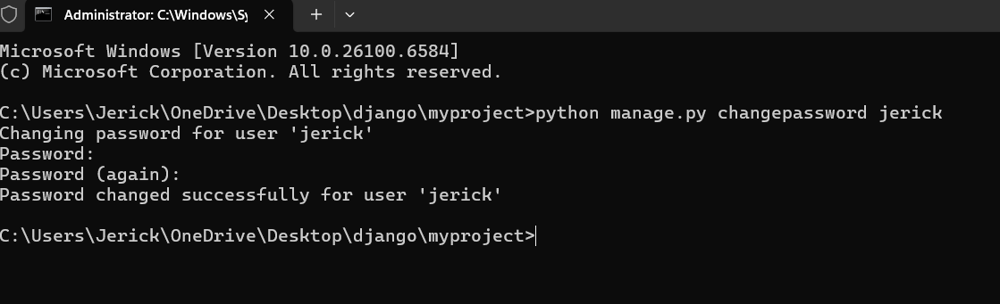 Administrator: C:\Windows\Sy
Microsoft Windows [Version 10.0.26100.6584]
(c) Microsoft Corporation. All rights reserved.
C:\Users\Jerick\OneDrive\Desktop\django\myproject>python manage.py changepassword jerick
Changing password for user 'jerick'
Password:
Password (again):
Password changed successfully for user 'jerick'
C:\Users\Jerick\OneDrive\Desktop\django\myproject>